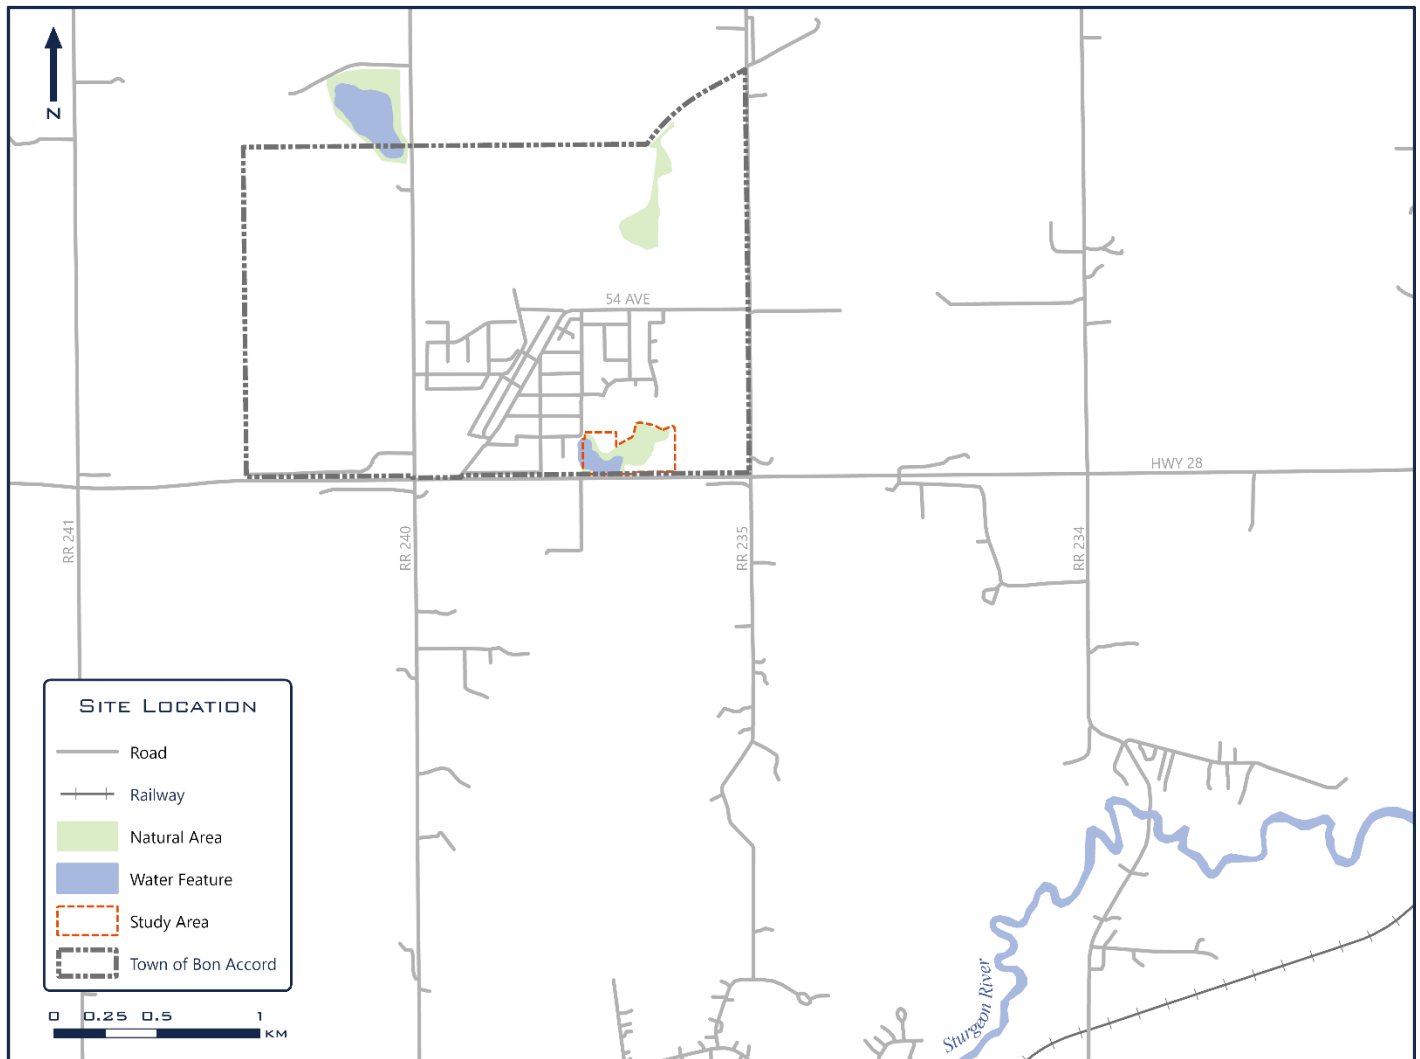 N
54 AVE
HWY 28
RR 241
RR 240
RR 235
RR 234
SITE LOCATION
Road
Railway
Natural Area
Water Feature
Study Area
Town of Bon Accord
0 0.25 0.5 1
KM
Sturgeon River